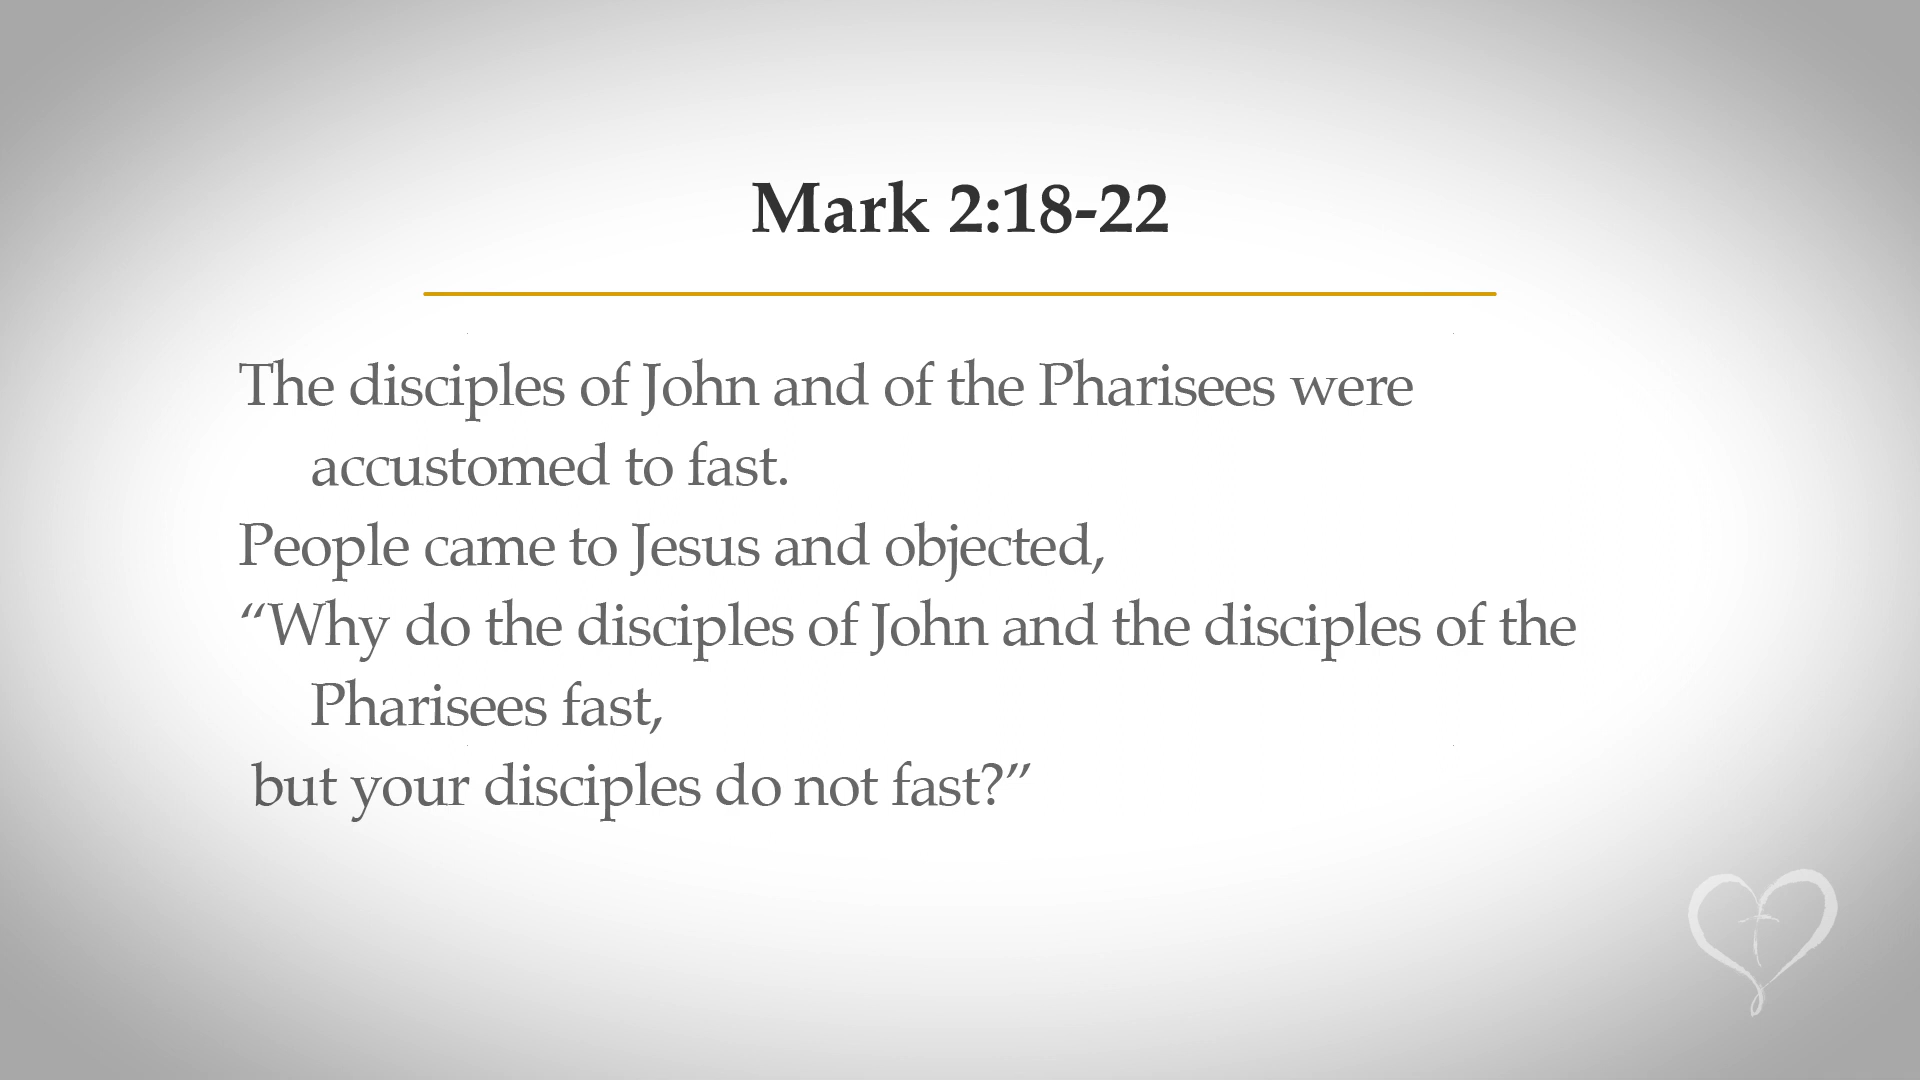 Mark 2:18-22
The disciples of John and of the Pharisees were
accustomed to fast.
People came to Jesus and objected,
“Why do the disciples of John and the disciples of the
Pharisees fast,
but your disciples do not fast?”